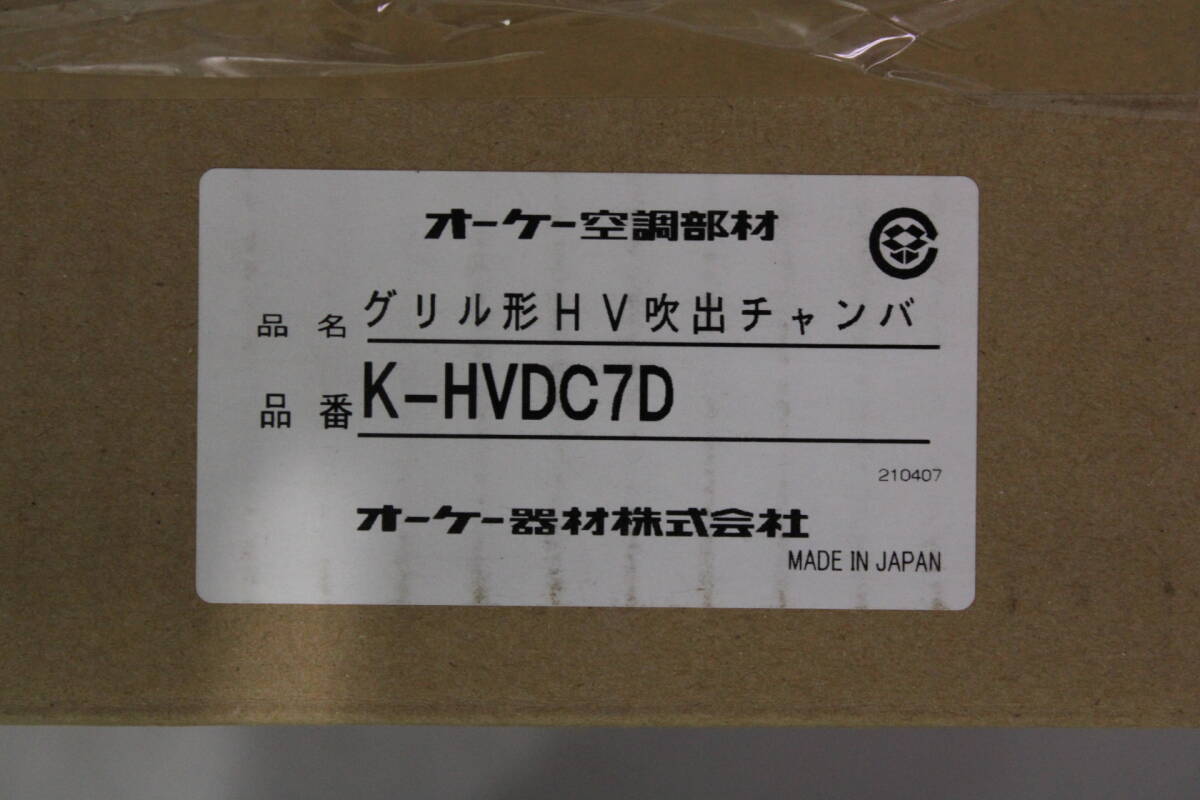 オーケー空調部材
品名 グリル形HV吹出チャンバ
品番 K-HVDC7D
210407
オーケー器材株式会社
MADE IN JAPAN